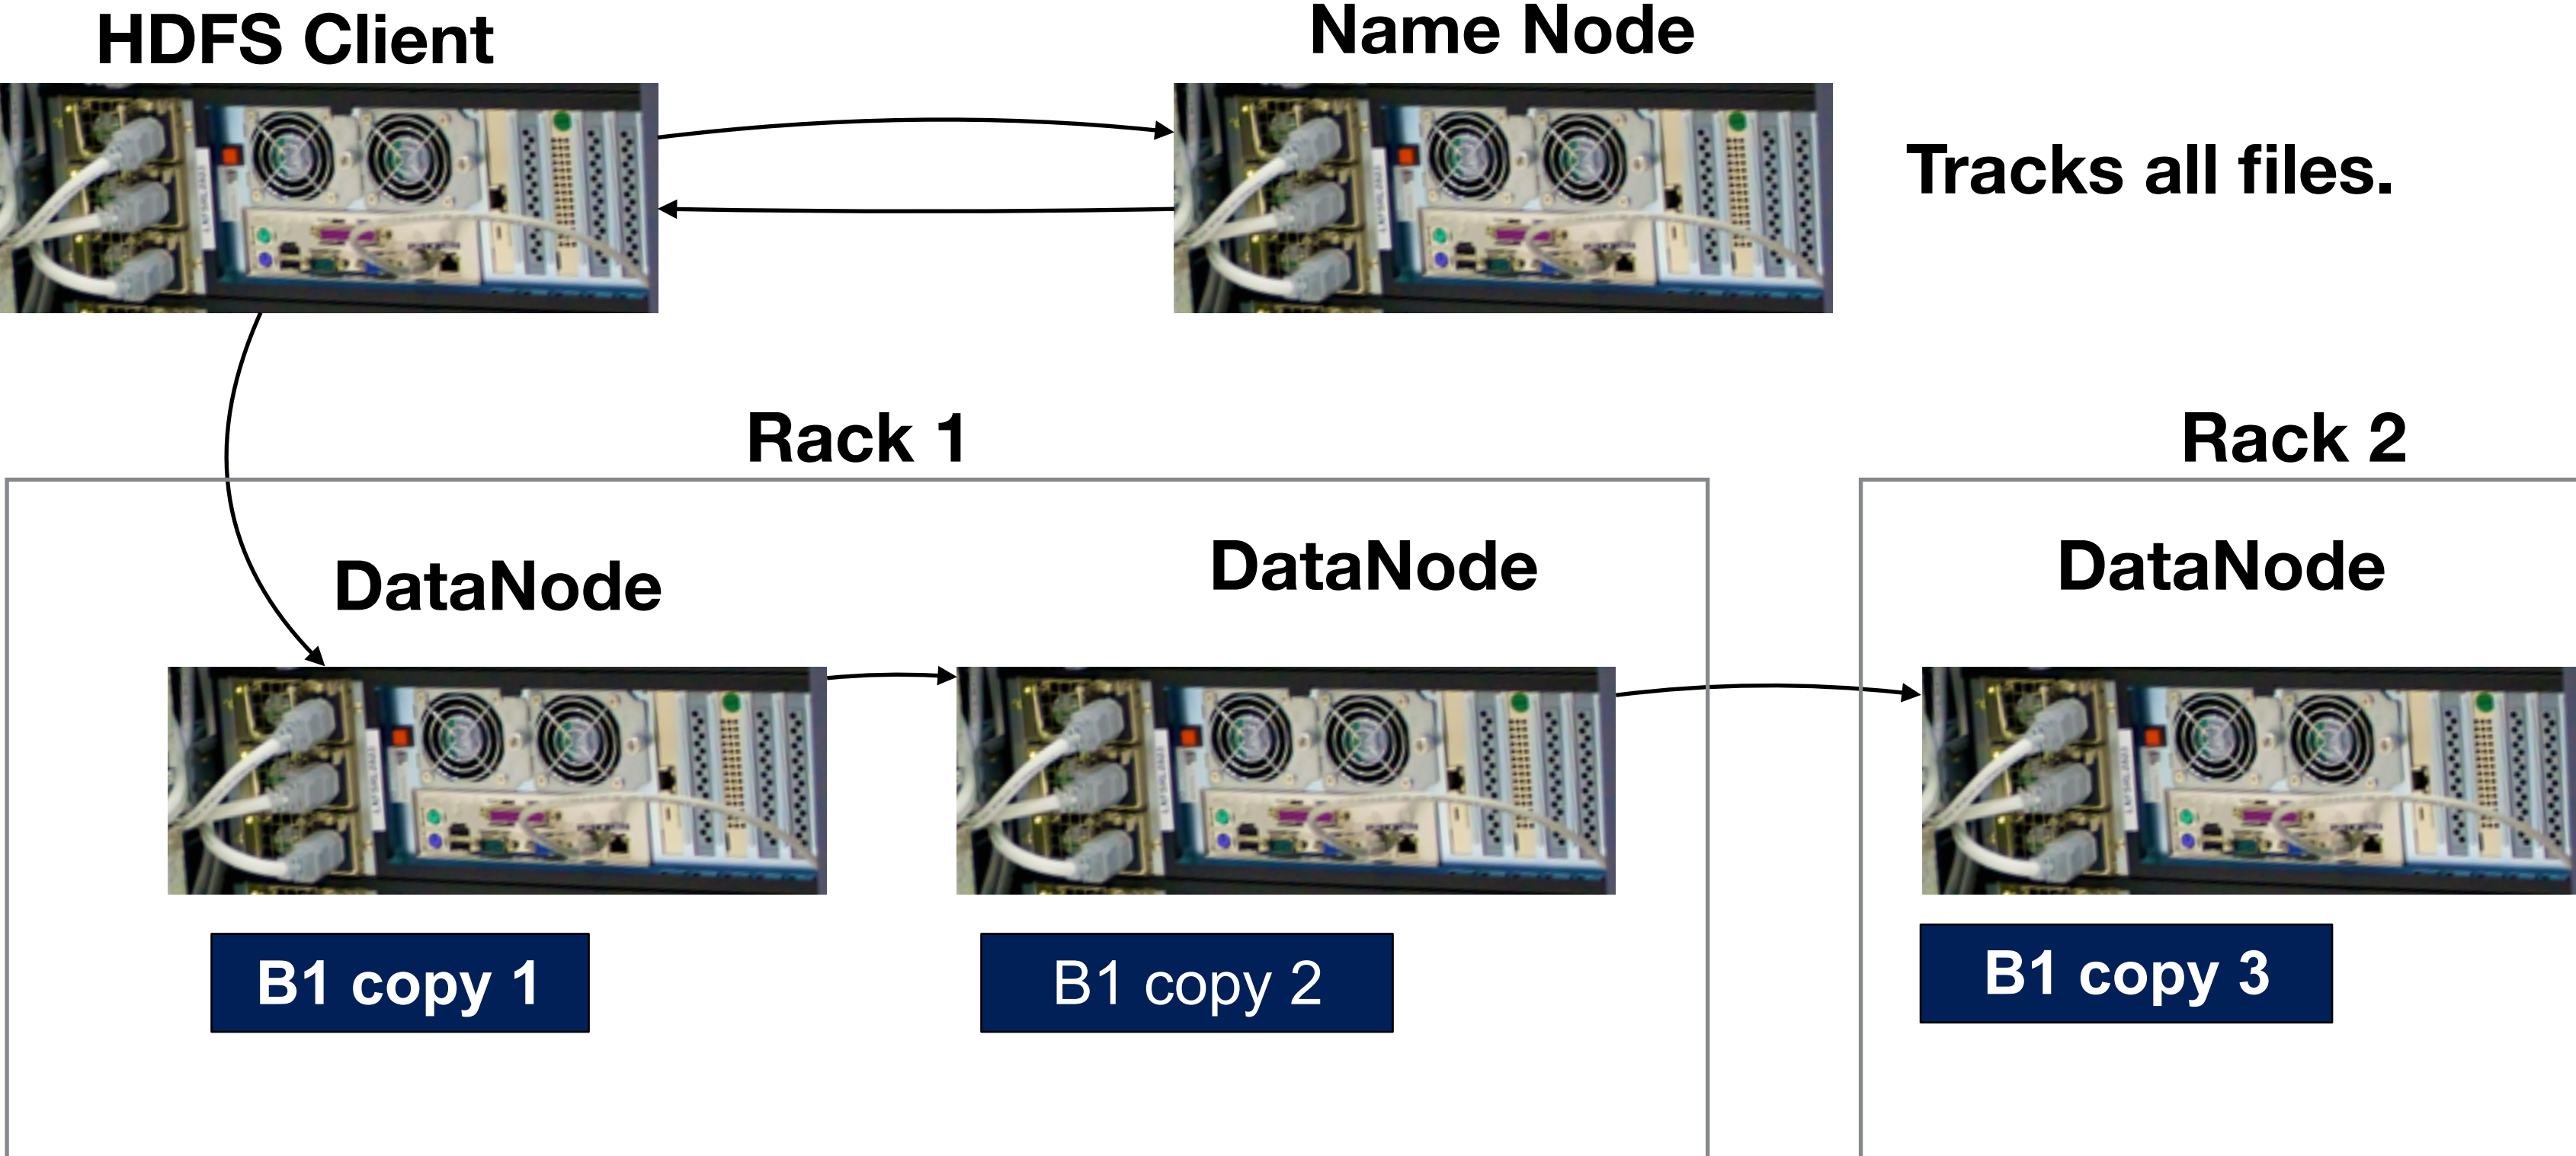 HDFS Client
Name Node
Tracks all files.
Rack 1
Rack 2
DataNode
DataNode
DataNode
B1 copy 1
B1 copy 2
B1 copy 3